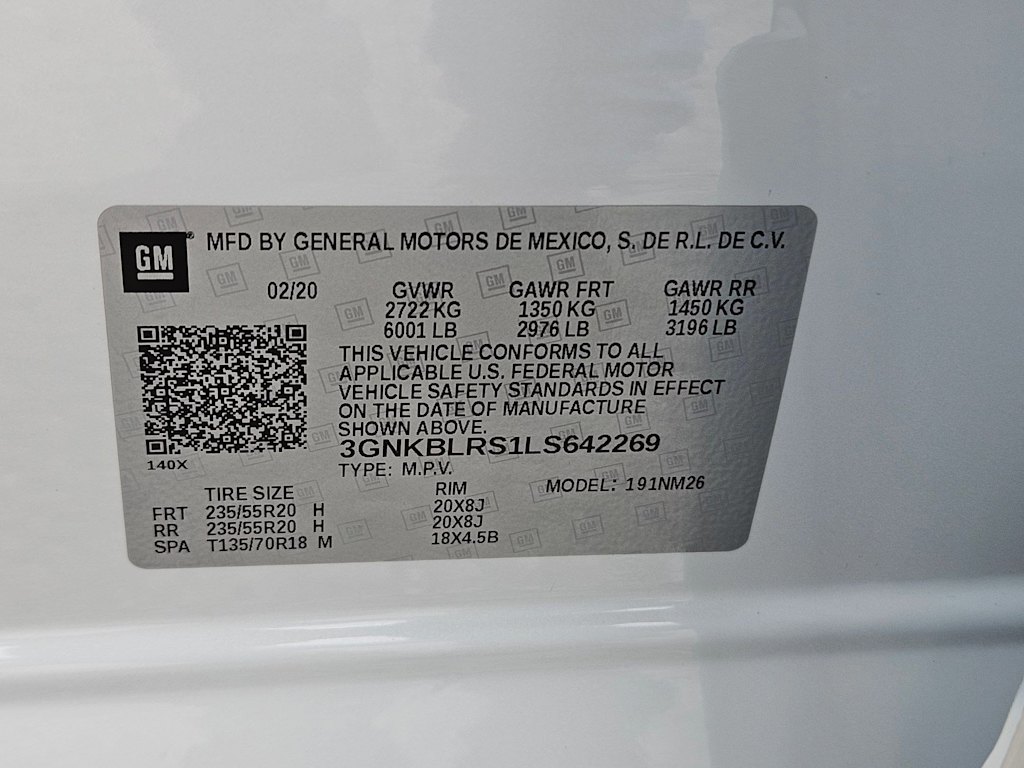 GM® MFD BY GENERAL MOTORS DE MEXICO, S. DE R.L. DE C.V.
02/20 GVWR GAWR FRT GAWR RR
2722 KG 1350 KG 1450 KG
6001 LB 2976 LB 3196 LB
THIS VEHICLE CONFORMS TO ALL
APPLICABLE U.S. FEDERAL MOTOR
VEHICLE SAFETY STANDARDS IN EFFECT
ON THE DATE OF MANUFACTURE
SHOWN ABOVE.
3GNKBLRS1LS642269
140X
TYPE: M.P.V.
TIRE SIZE RIM MODEL: 191NM26
FRT 235/55R20 H 20X8J
RR 235/55R20 H 20X8J
SPA T135/70R18 M 18X4.5B